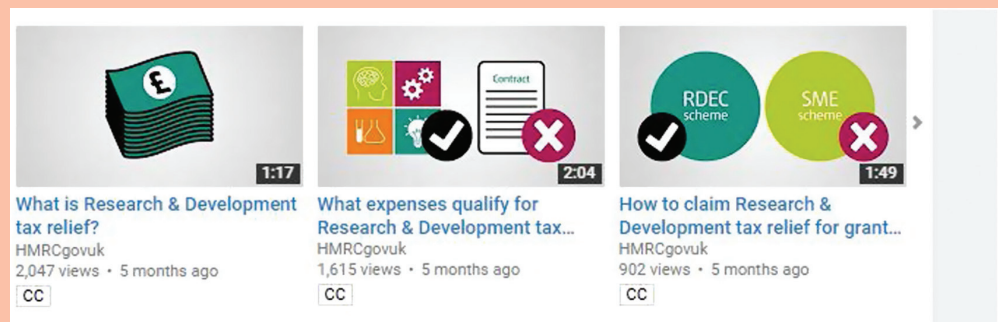 £
1:17
What is Research & Development
tax relief?
HMRCgovuk
2,047 views • 5 months ago
CC
Contract
2:04
What expenses qualify for
Research & Development tax...
HMRCgovuk
1,615 views • 5 months ago
CC
RDEC
scheme
SME
scheme
1:49
How to claim Research &
Development tax relief for grant...
HMRCgovuk
902 views • 5 months ago
CC